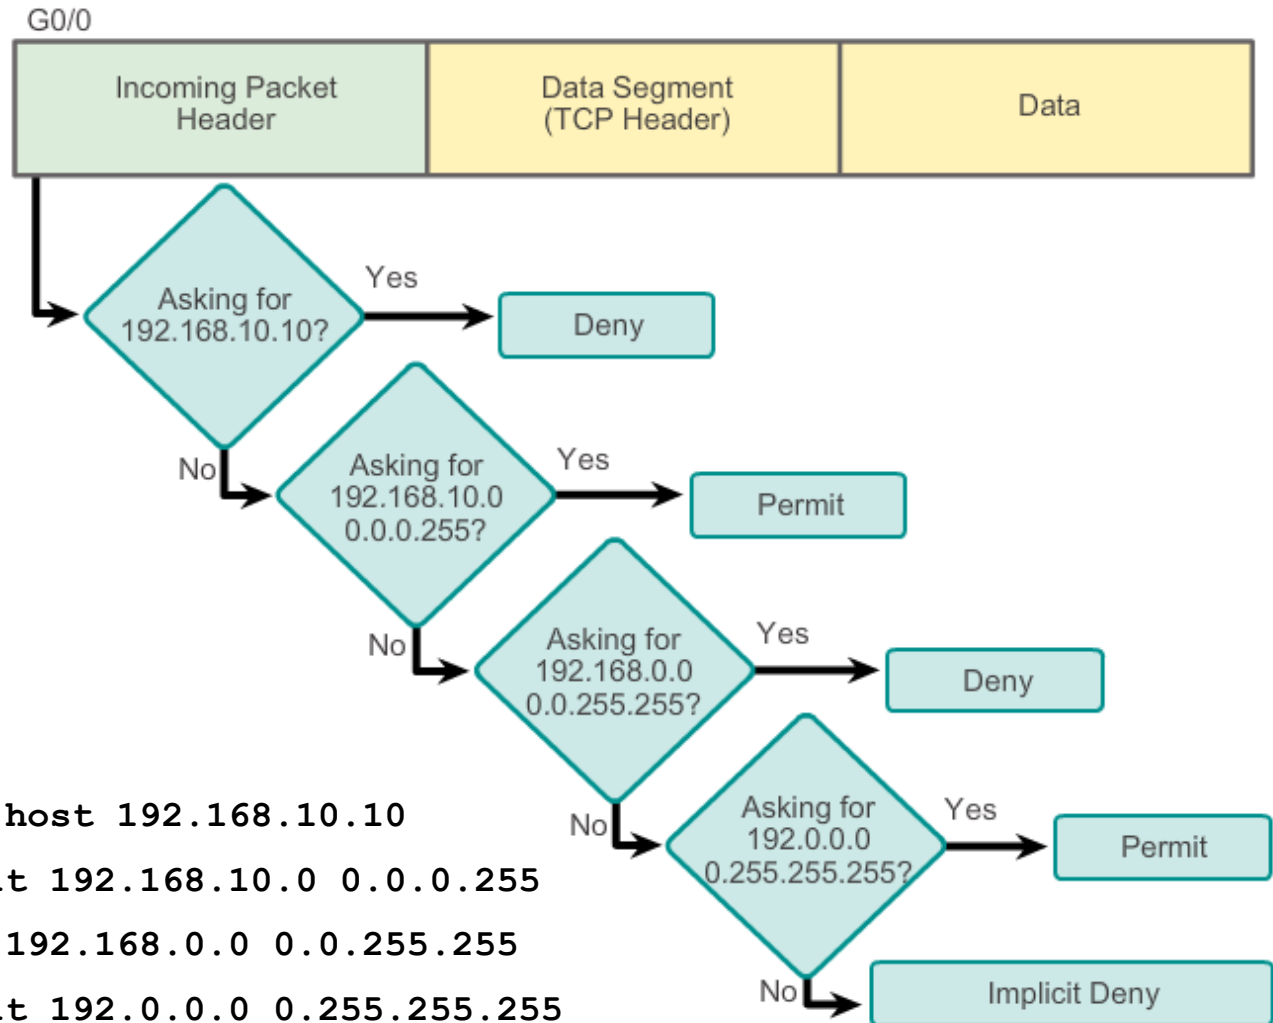 G0/0
Incoming Packet
Header
Data Segment
(TCP Header)
Data
Asking for
192.168.10.10?
Yes
Deny
No
Asking for
192.168.10.0
0.0.0.255?
Yes
Permit
No
Asking for
192.168.0.0
0.0.255.255?
Yes
Deny
No
Asking for
192.0.0.0
0.255.255.255?
Yes
Permit
No
Implicit Deny
host 192.168.10.10
192.168.10.0 0.0.0.255
192.168.0.0 0.0.255.255
192.0.0.0 0.255.255.255